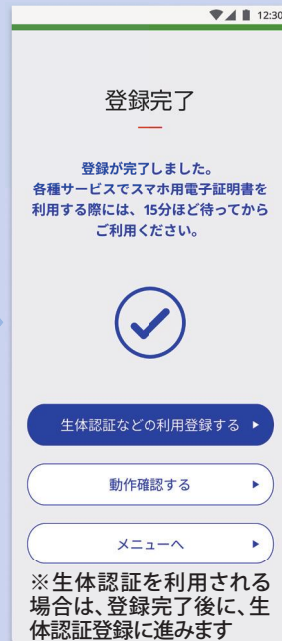 12:30
登録完了
登録が完了しました。
各種サービスでスマホ用電子証明書を
利用する際には、15分ほど待ってから
ご利用ください。
生体認証などの利用登録する
動作確認する
メニューへ
※生体認証を利用される
場合は、登録完了後に、生
体認証登録に進みます